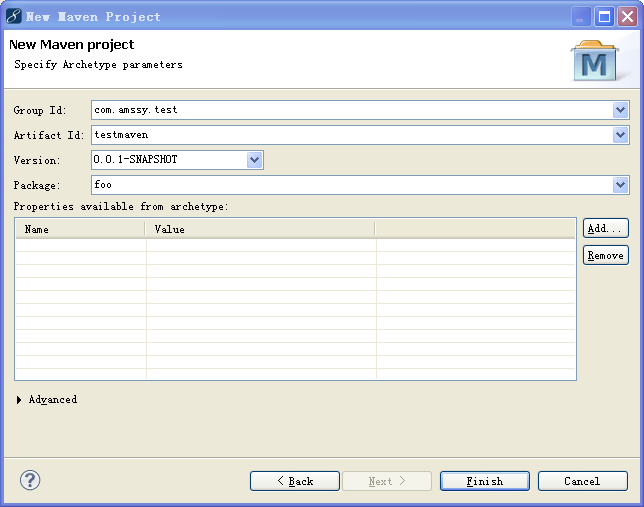 New Maven Project
New Maven project
Specify Archetype parameters
M
Group Id: com.amssy.test
Artifact Id: testmaven
Version: 0.0.1-SNAPSHOT
Package: foo
Properties available from archetype:
Name Value
Add...
Remove
Advanced
? < Back Next > Finish Cancel